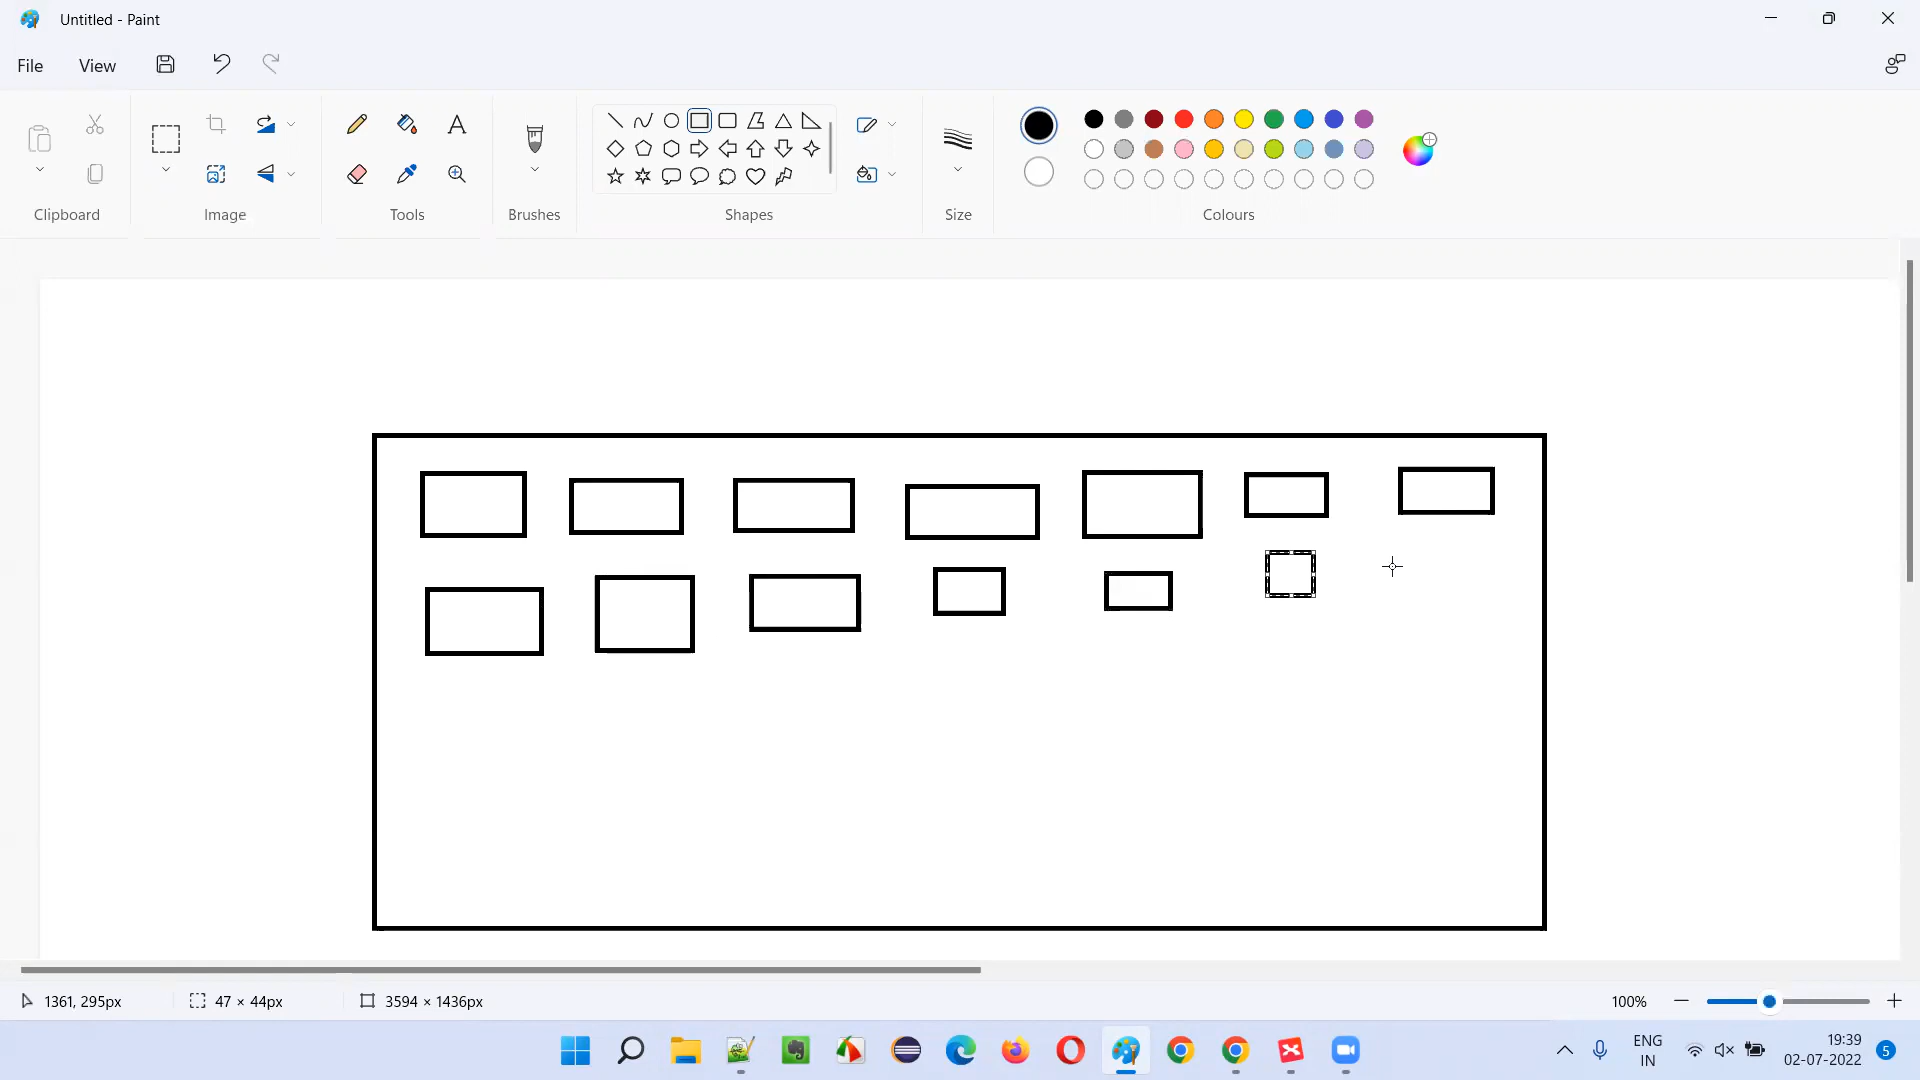 Untitled - Paint
File View
Clipboard Image Tools Brushes Shapes Size Colours
1361, 295px 47 × 44px 3594 × 1436px 100%
ENG 19:39
IN 02-07-2022 5